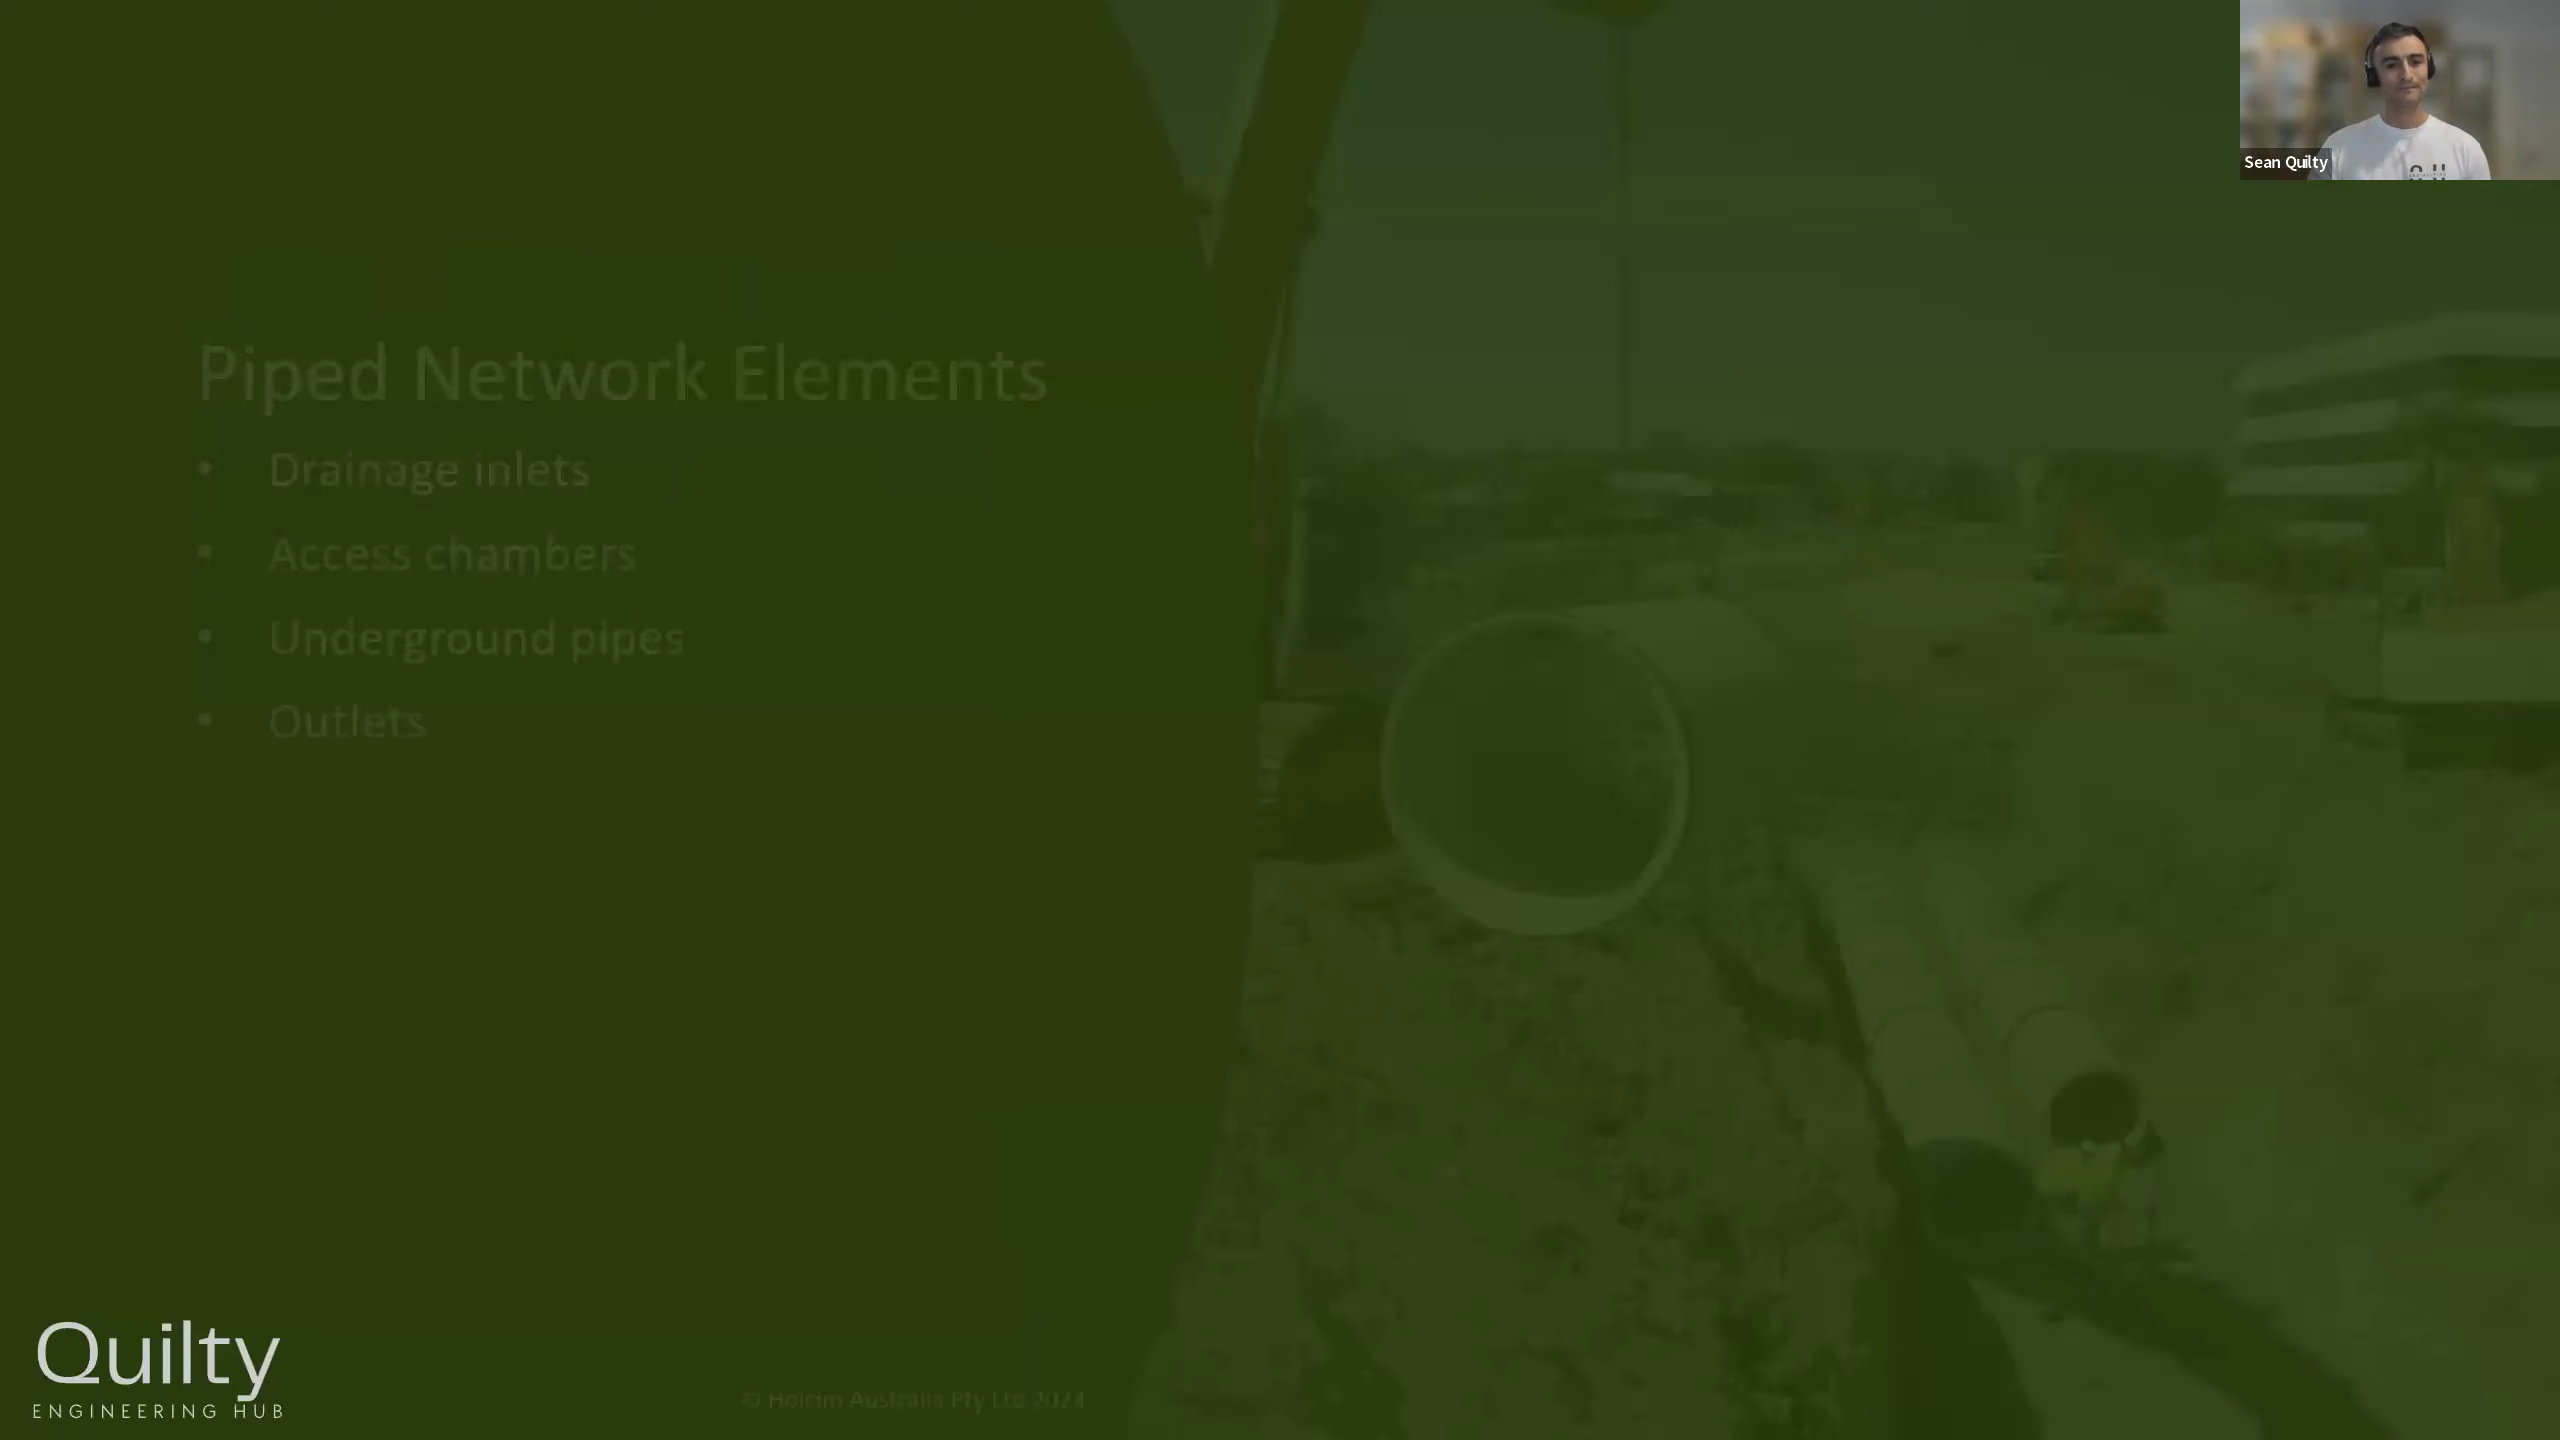 Sean Quilty
Piped Network Elements
• Drainage inlets
• Access chambers
• Underground pipes
• Outlets
Quilty
ENGINEERING HUB
© Holcim Australia Pty Ltd 2023